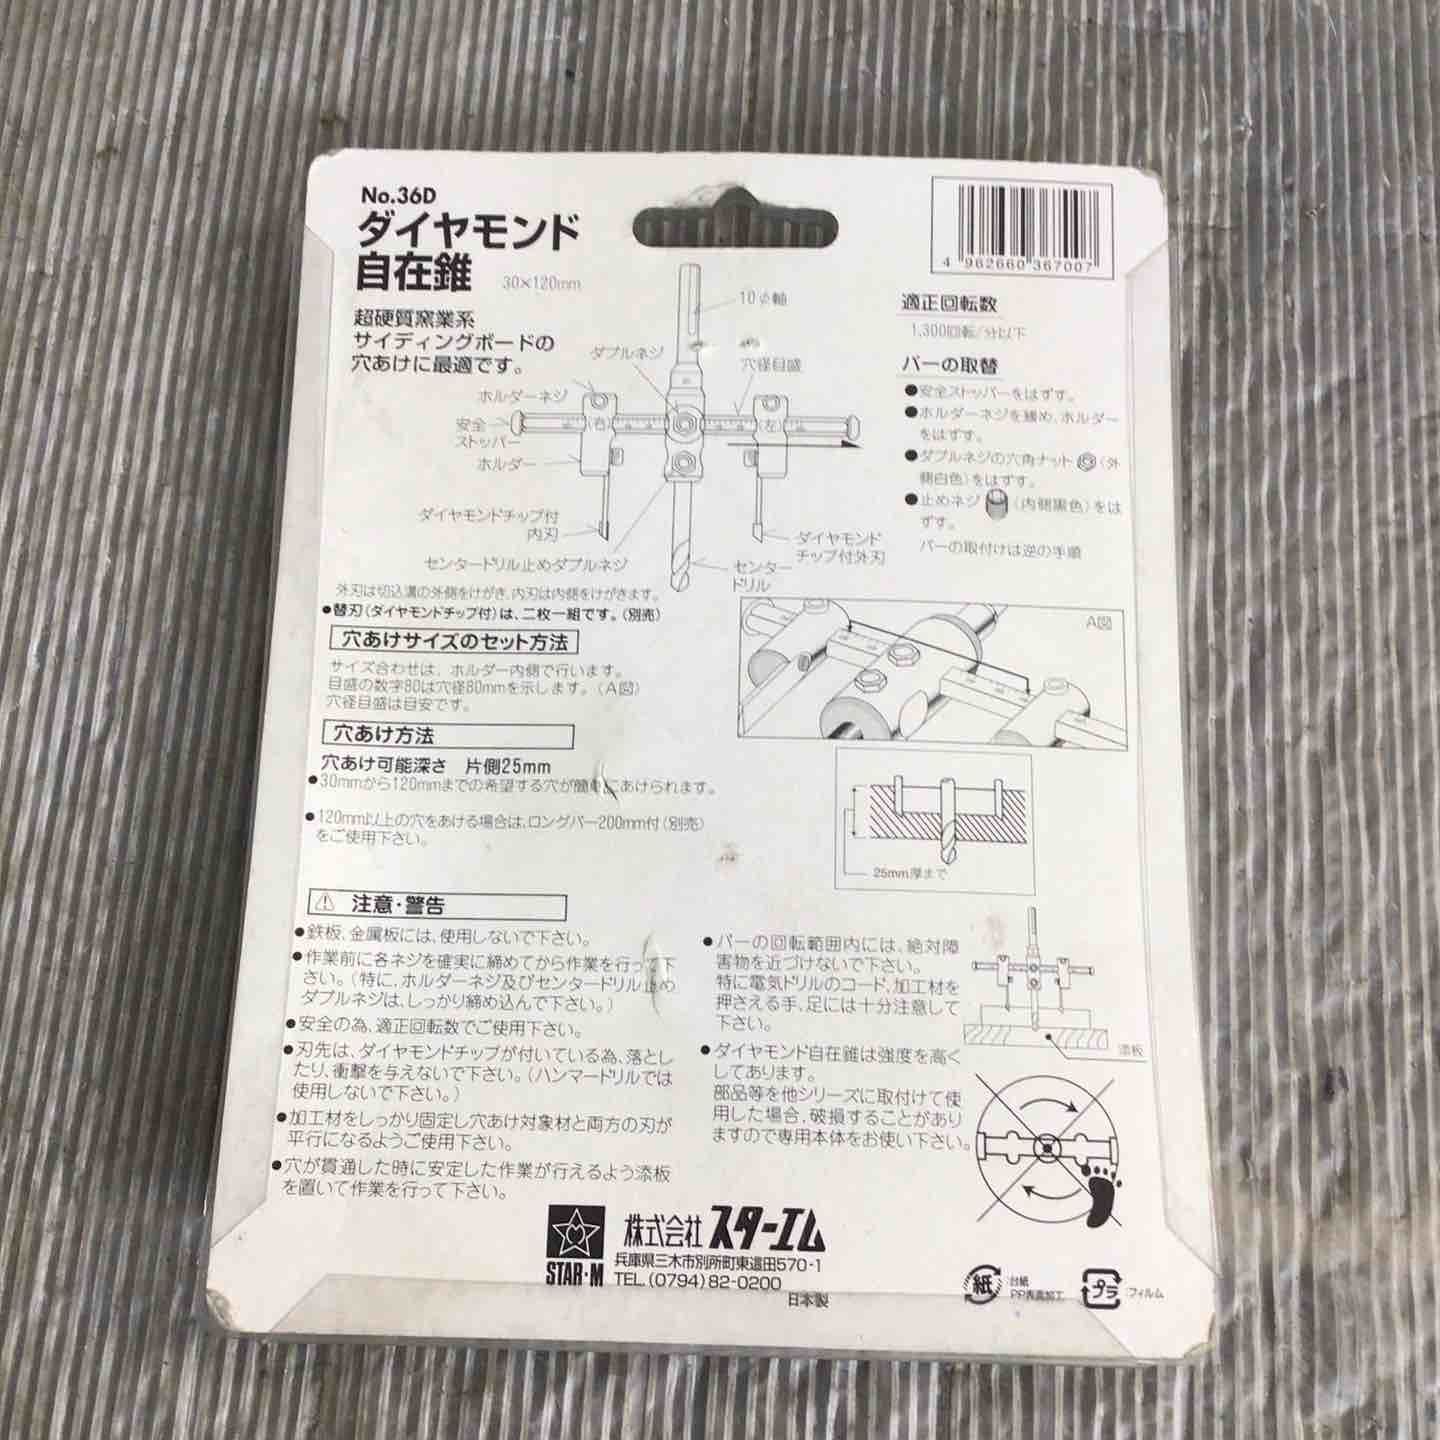 No.36D
ダイヤモンド
自在錐 30×120mm
超硬質窯業系
サイディングボードの
穴あけに最適です。
4 962660 367007
適正回転数
1,300回転/分以下
バーの取替
●安全ストッパーをはずす。
●ホルダーネジを緩め、ホルダー
をはずす。
●ダブルネジの穴角ナット(外
側白色)をはずす。
●止めネジ(内側黒色)をは
ずす。
バーの取付けは逆の手順
10φ軸
ダブルネジ
穴径目盛
ホルダーネジ
安全
ストッパー
(右)
(左)
ホルダー
ダイヤモンドチップ付
内刃
ダイヤモンド
チップ付外刃
センタードリル止めダブルネジ
センター
ドリル
外刃は切込溝の外側をけがき、内刃は内側をけがきます。
●替刃(ダイヤモンドチップ付)は、二枚一組です。(別売)
穴あけサイズのセット方法
サイズ合わせは、ホルダー内側で行います。
目盛の数字80は穴径80mmを示します。(A図)
穴径目盛は目安です。
A図
穴あけ方法
穴あけ可能深さ 片側25mm
●30mmから120mmまでの希望する穴が簡単にあけられます。
●120mm以上の穴をあける場合は、ロングバー200mm付(別売)
をご使用下さい。
25mm厚まで
⚠ 注意・警告
●鉄板、金属板には、使用しないで下さい。
●作業前に各ネジを確実に締めてから作業を行って下
さい。(特に、ホルダーネジ及びセンタードリル止め
ダブルネジは、しっかり締め込んで下さい。)
●安全の為、適正回転数でご使用下さい。
●刃先は、ダイヤモンドチップが付いている為、落とし
たり、衝撃を与えないで下さい。(ハンマードリルでは
使用しないで下さい。)
●加工材をしっかり固定し穴あけ対象材と両方の刃が
平行になるようご使用下さい。
●穴が貫通した時に安定した作業が行えるよう添板
を置いて作業を行って下さい。
●バーの回転範囲内には、絶対障
害物を近づけないで下さい。
特に電気ドリルのコード、加工材を
押さえる手、足には十分注意して
下さい。
●ダイヤモンド自在錐は強度を高く
してあります。
部品等を他シリーズに取付けて使
用した場合、破損することがあり
ますので専用本体をお使い下さい。
添板
STAR・M
株式会社 スターエム
兵庫県三木市別所町東這田570-1
TEL.(0794)82-0200
日本製
紙 :台紙
PP表面加工
プラ :フィルム